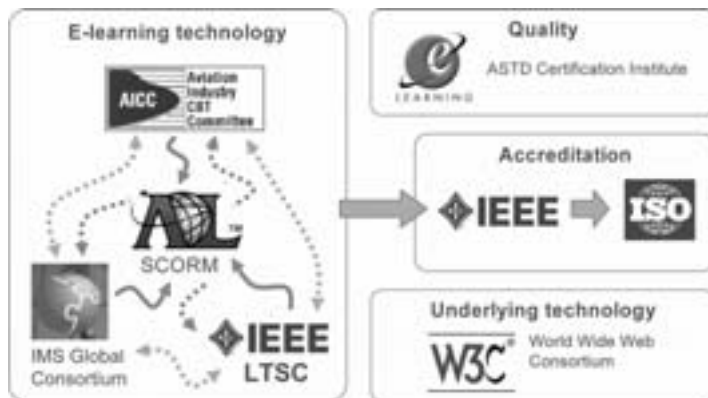 E-learning technology
AICC
Aviation
Industry
CBT
Committee
ADL™
SCORM
IMS Global
Consortium
IEEE
LTSC
Quality
e
LEARNING
ASTD Certification Institute
Accreditation
IEEE
ISO
Underlying technology
W3C®
World Wide Web
Consortium